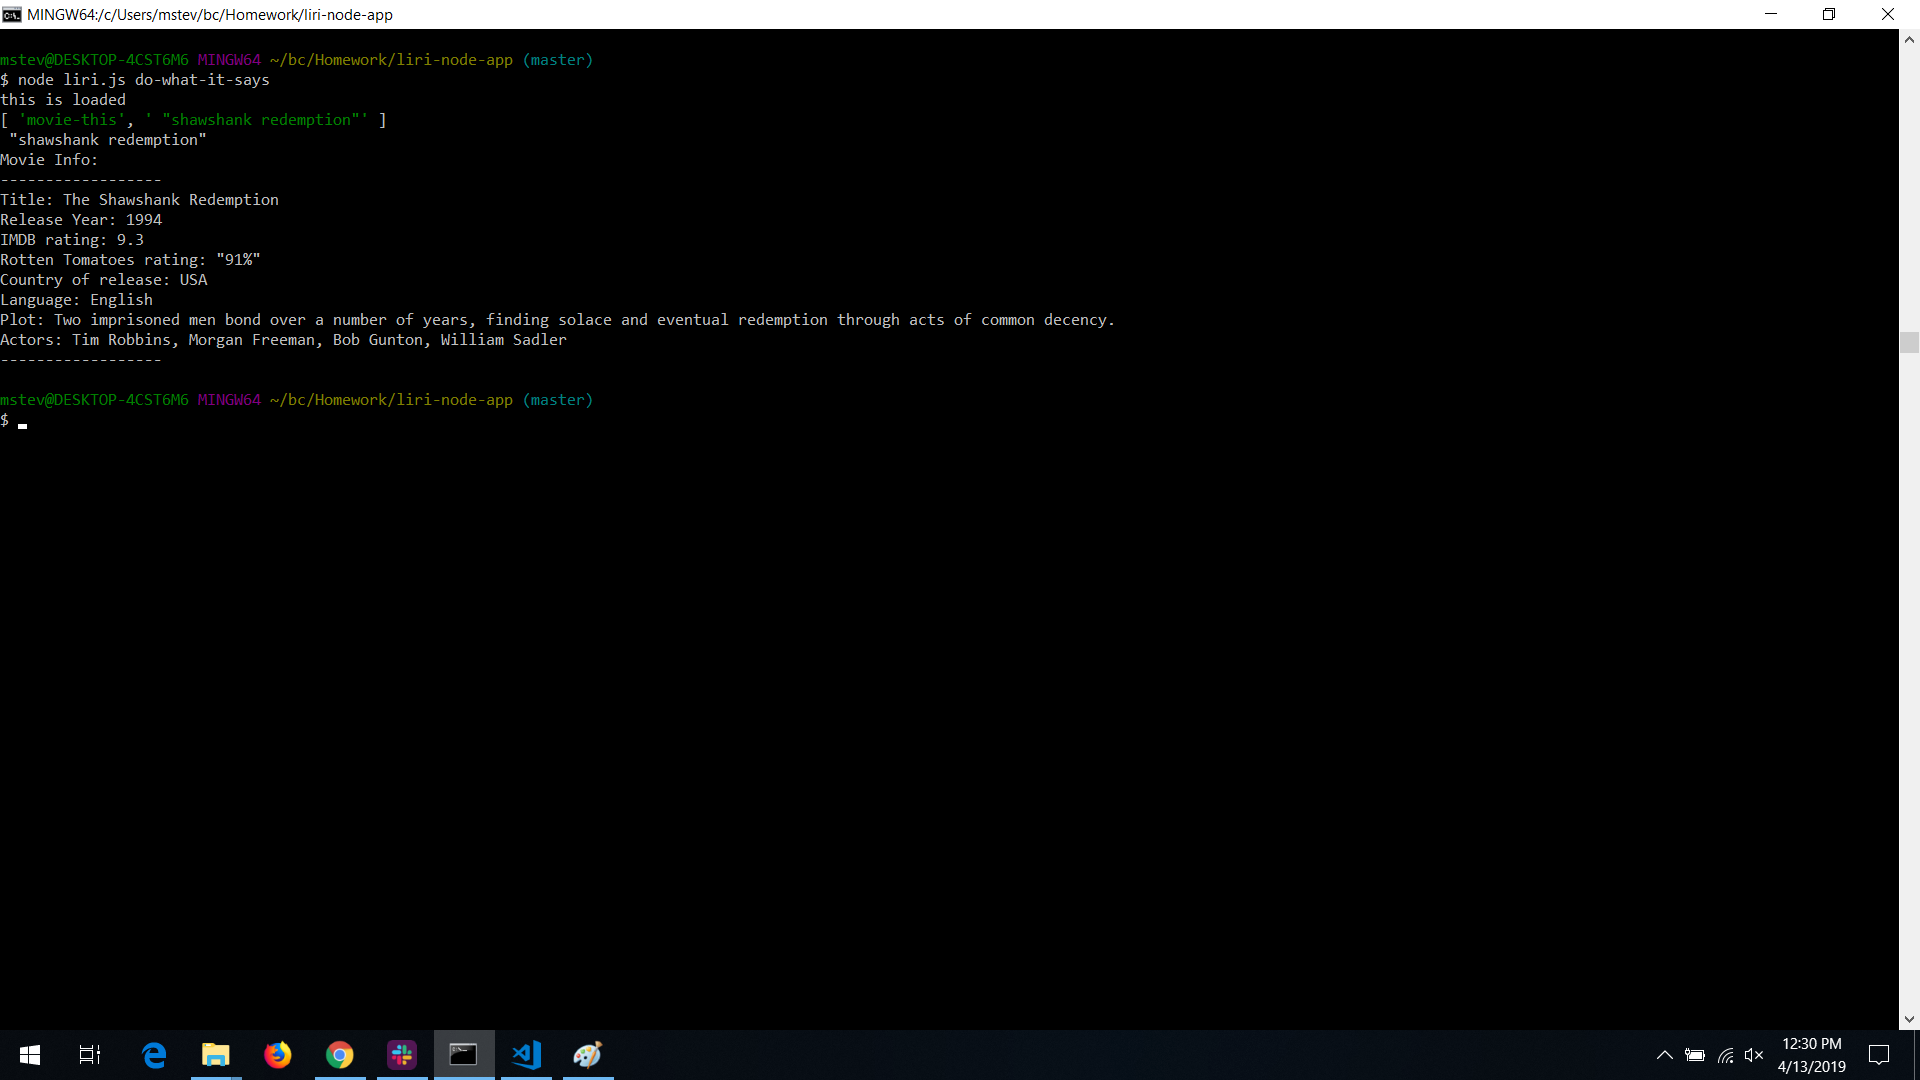 MINGW64:/c/Users/mstev/bc/Homework/liri-node-app
mstev@DESKTOP-4CST6M6 MINGW64 ~/bc/Homework/liri-node-app (master)
$ node liri.js do-what-it-says
this is loaded
[ 'movie-this', ' "shawshank redemption"' ]
 "shawshank redemption"
Movie Info:
------------------
Title: The Shawshank Redemption
Release Year: 1994
IMDB rating: 9.3
Rotten Tomatoes rating: "91%"
Country of release: USA
Language: English
Plot: Two imprisoned men bond over a number of years, finding solace and eventual redemption through acts of common decency.
Actors: Tim Robbins, Morgan Freeman, Bob Gunton, William Sadler
------------------
mstev@DESKTOP-4CST6M6 MINGW64 ~/bc/Homework/liri-node-app (master)
$
12:30 PM
4/13/2019